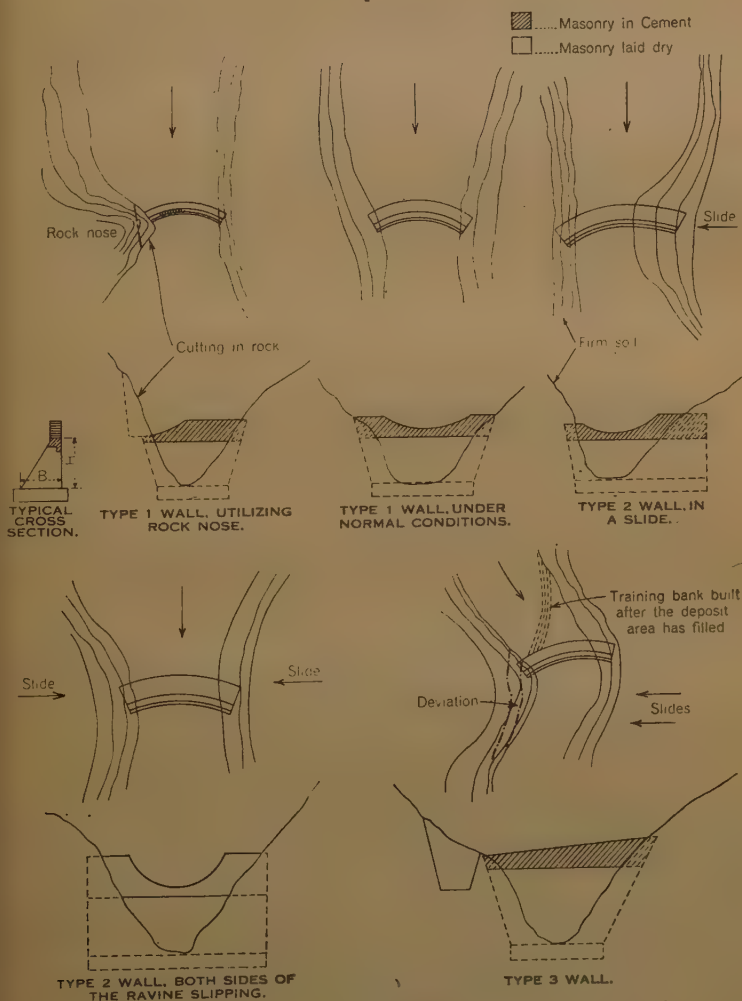 Masonry in Cement
Masonry laid dry
Rock nose
Slide
Cutting in rock
Firm soil
B
H
TYPICAL
CROSS
SECTION.
TYPE 1 WALL, UTILIZING
ROCK NOSE.
TYPE 1 WALL, UNDER
NORMAL CONDITIONS.
TYPE 2 WALL, IN
A SLIDE.
Training bank built
after the deposit
area has filled
Slide
Slide
Deviation
Slides
TYPE 2 WALL, BOTH SIDES OF
THE RAVINE SLIPPING.
TYPE 3 WALL.